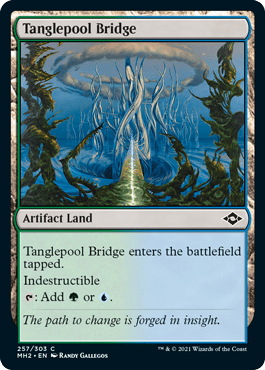 Tanglepool Bridge
Artifact Land
Tanglepool Bridge enters the battlefield
tapped.
Indestructible
: Add or .
The path to change is forged in insight.
257/303 C
MH2 • EN RANDY GALLEGOS
™ & © 2021 Wizards of the Coast